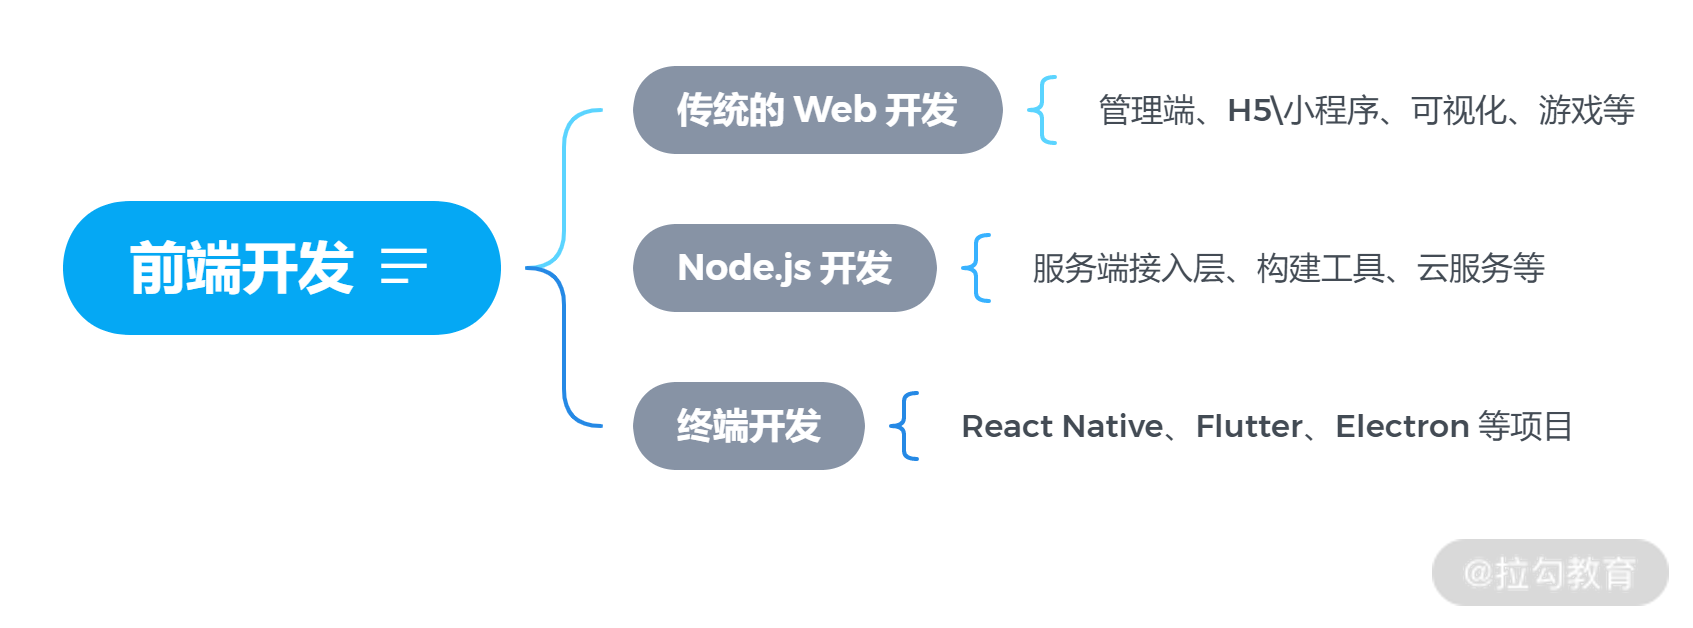 前端开发
传统的 Web 开发
管理端、H5\小程序、可视化、游戏等
Node.js 开发
服务端接入层、构建工具、云服务等
终端开发
React Native、Flutter、Electron 等项目
@拉勾教育